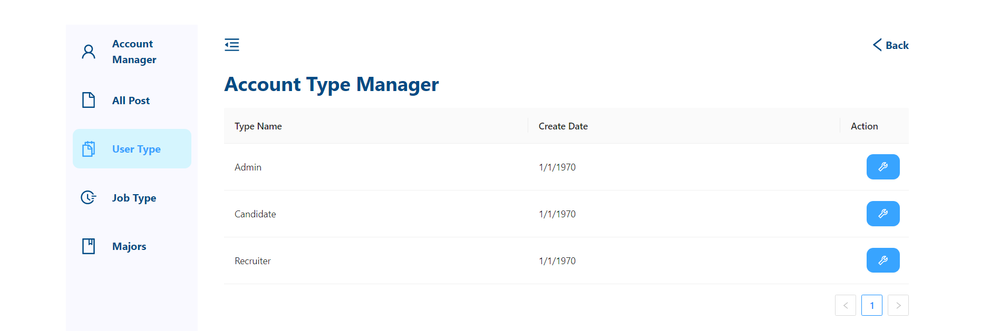 Account
Manager
All Post
User Type
Job Type
Majors
Back
Account Type Manager
Type Name Create Date Action
Admin 1/1/1970
Candidate 1/1/1970
Recruiter 1/1/1970
1